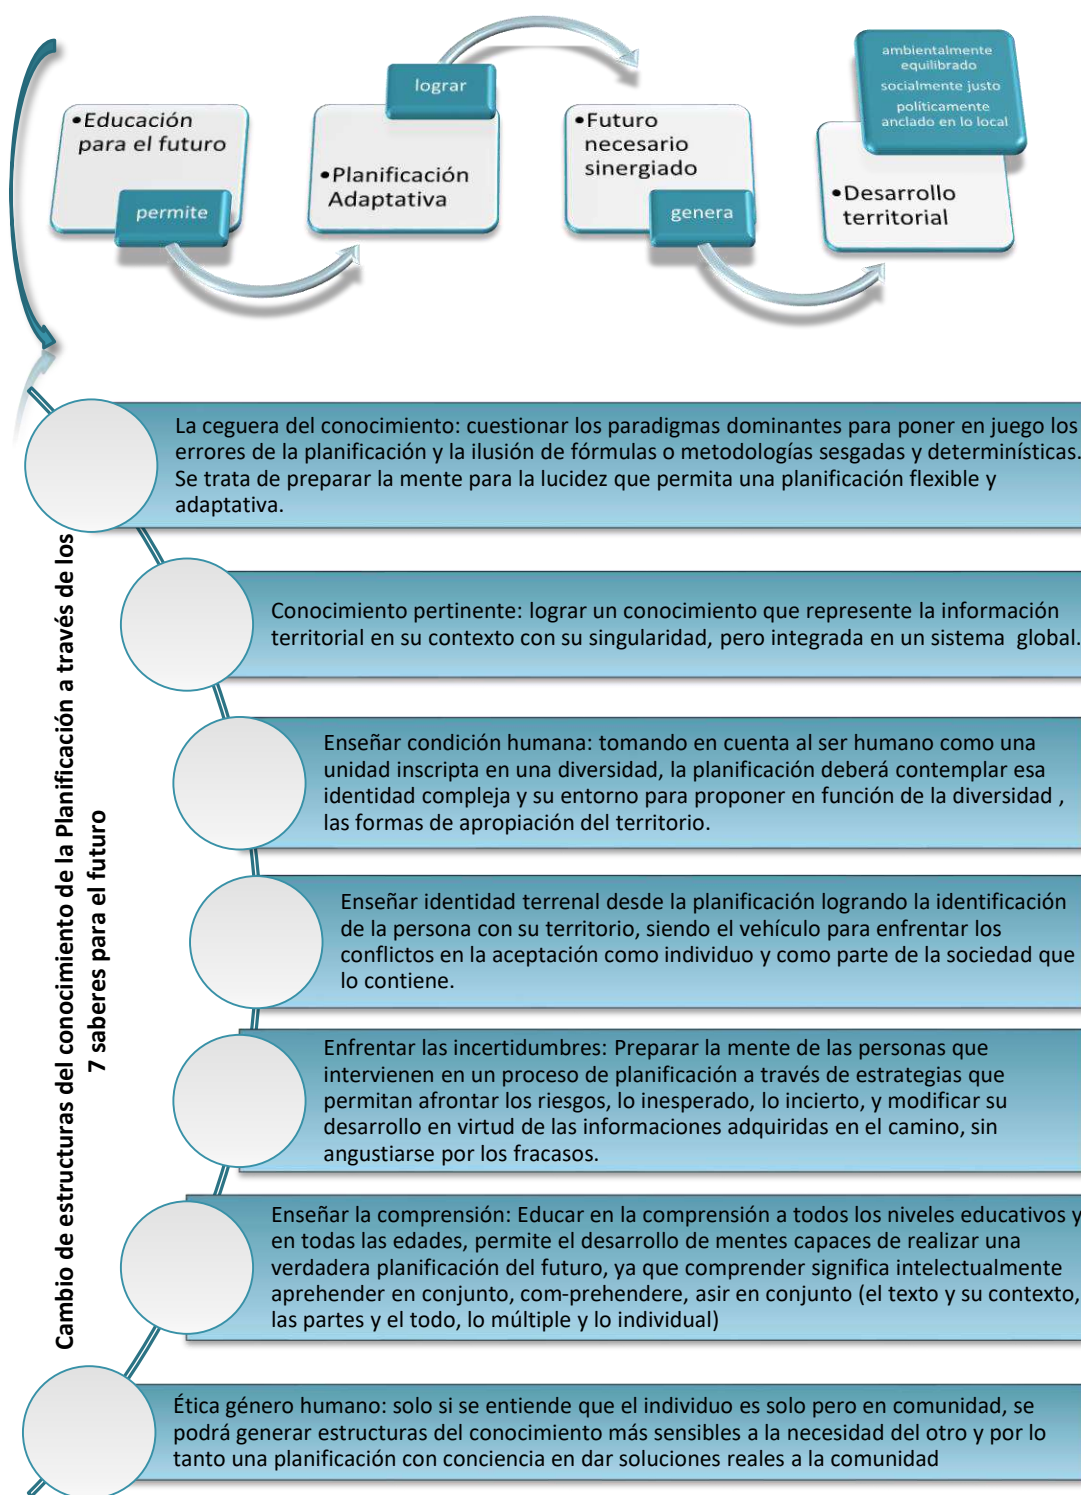 •Educación
para el futuro
permite
lograr
•Planificación
Adaptativa
•Futuro
necesario
sinergiado
genera
ambientalmente
equilibrado
socialmente justo
políticamente
anclado en lo local
•Desarrollo
territorial
Cambio de estructuras del conocimiento de la Planificación a través de los
7 saberes para el futuro
La ceguera del conocimiento: cuestionar los paradigmas dominantes para poner en juego los
errores de la planificación y la ilusión de fórmulas o metodologías sesgadas y determinísticas.
Se trata de preparar la mente para la lucidez que permita una planificación flexible y
adaptativa.
Conocimiento pertinente: lograr un conocimiento que represente la información
territorial en su contexto con su singularidad, pero integrada en un sistema global.
Enseñar condición humana: tomando en cuenta al ser humano como una
unidad inscripta en una diversidad, la planificación deberá contemplar esa
identidad compleja y su entorno para proponer en función de la diversidad ,
las formas de apropiación del territorio.
Enseñar identidad terrenal desde la planificación logrando la identificación
de la persona con su territorio, siendo el vehículo para enfrentar los
conflictos en la aceptación como individuo y como parte de la sociedad que
lo contiene.
Enfrentar las incertidumbres: Preparar la mente de las personas que
intervienen en un proceso de planificación a través de estrategias que
permitan afrontar los riesgos, lo inesperado, lo incierto, y modificar su
desarrollo en virtud de las informaciones adquiridas en el camino, sin
angustiarse por los fracasos.
Enseñar la comprensión: Educar en la comprensión a todos los niveles educativos y
en todas las edades, permite el desarrollo de mentes capaces de realizar una
verdadera planificación del futuro, ya que comprender significa intelectualmente
aprehender en conjunto, com-prehendere, asir en conjunto (el texto y su contexto,
las partes y el todo, lo múltiple y lo individual)
Ética género humano: solo si se entiende que el individuo es solo pero en comunidad, se
podrá generar estructuras del conocimiento más sensibles a la necesidad del otro y por lo
tanto una planificación con conciencia en dar soluciones reales a la comunidad